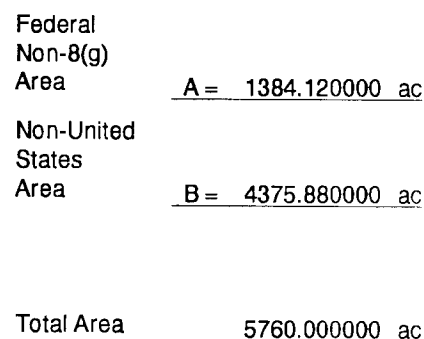 Federal
Non-8(g)
Area A = 1384.120000 ac
Non-United
States
Area B = 4375.880000 ac
Total Area 5760.000000 ac